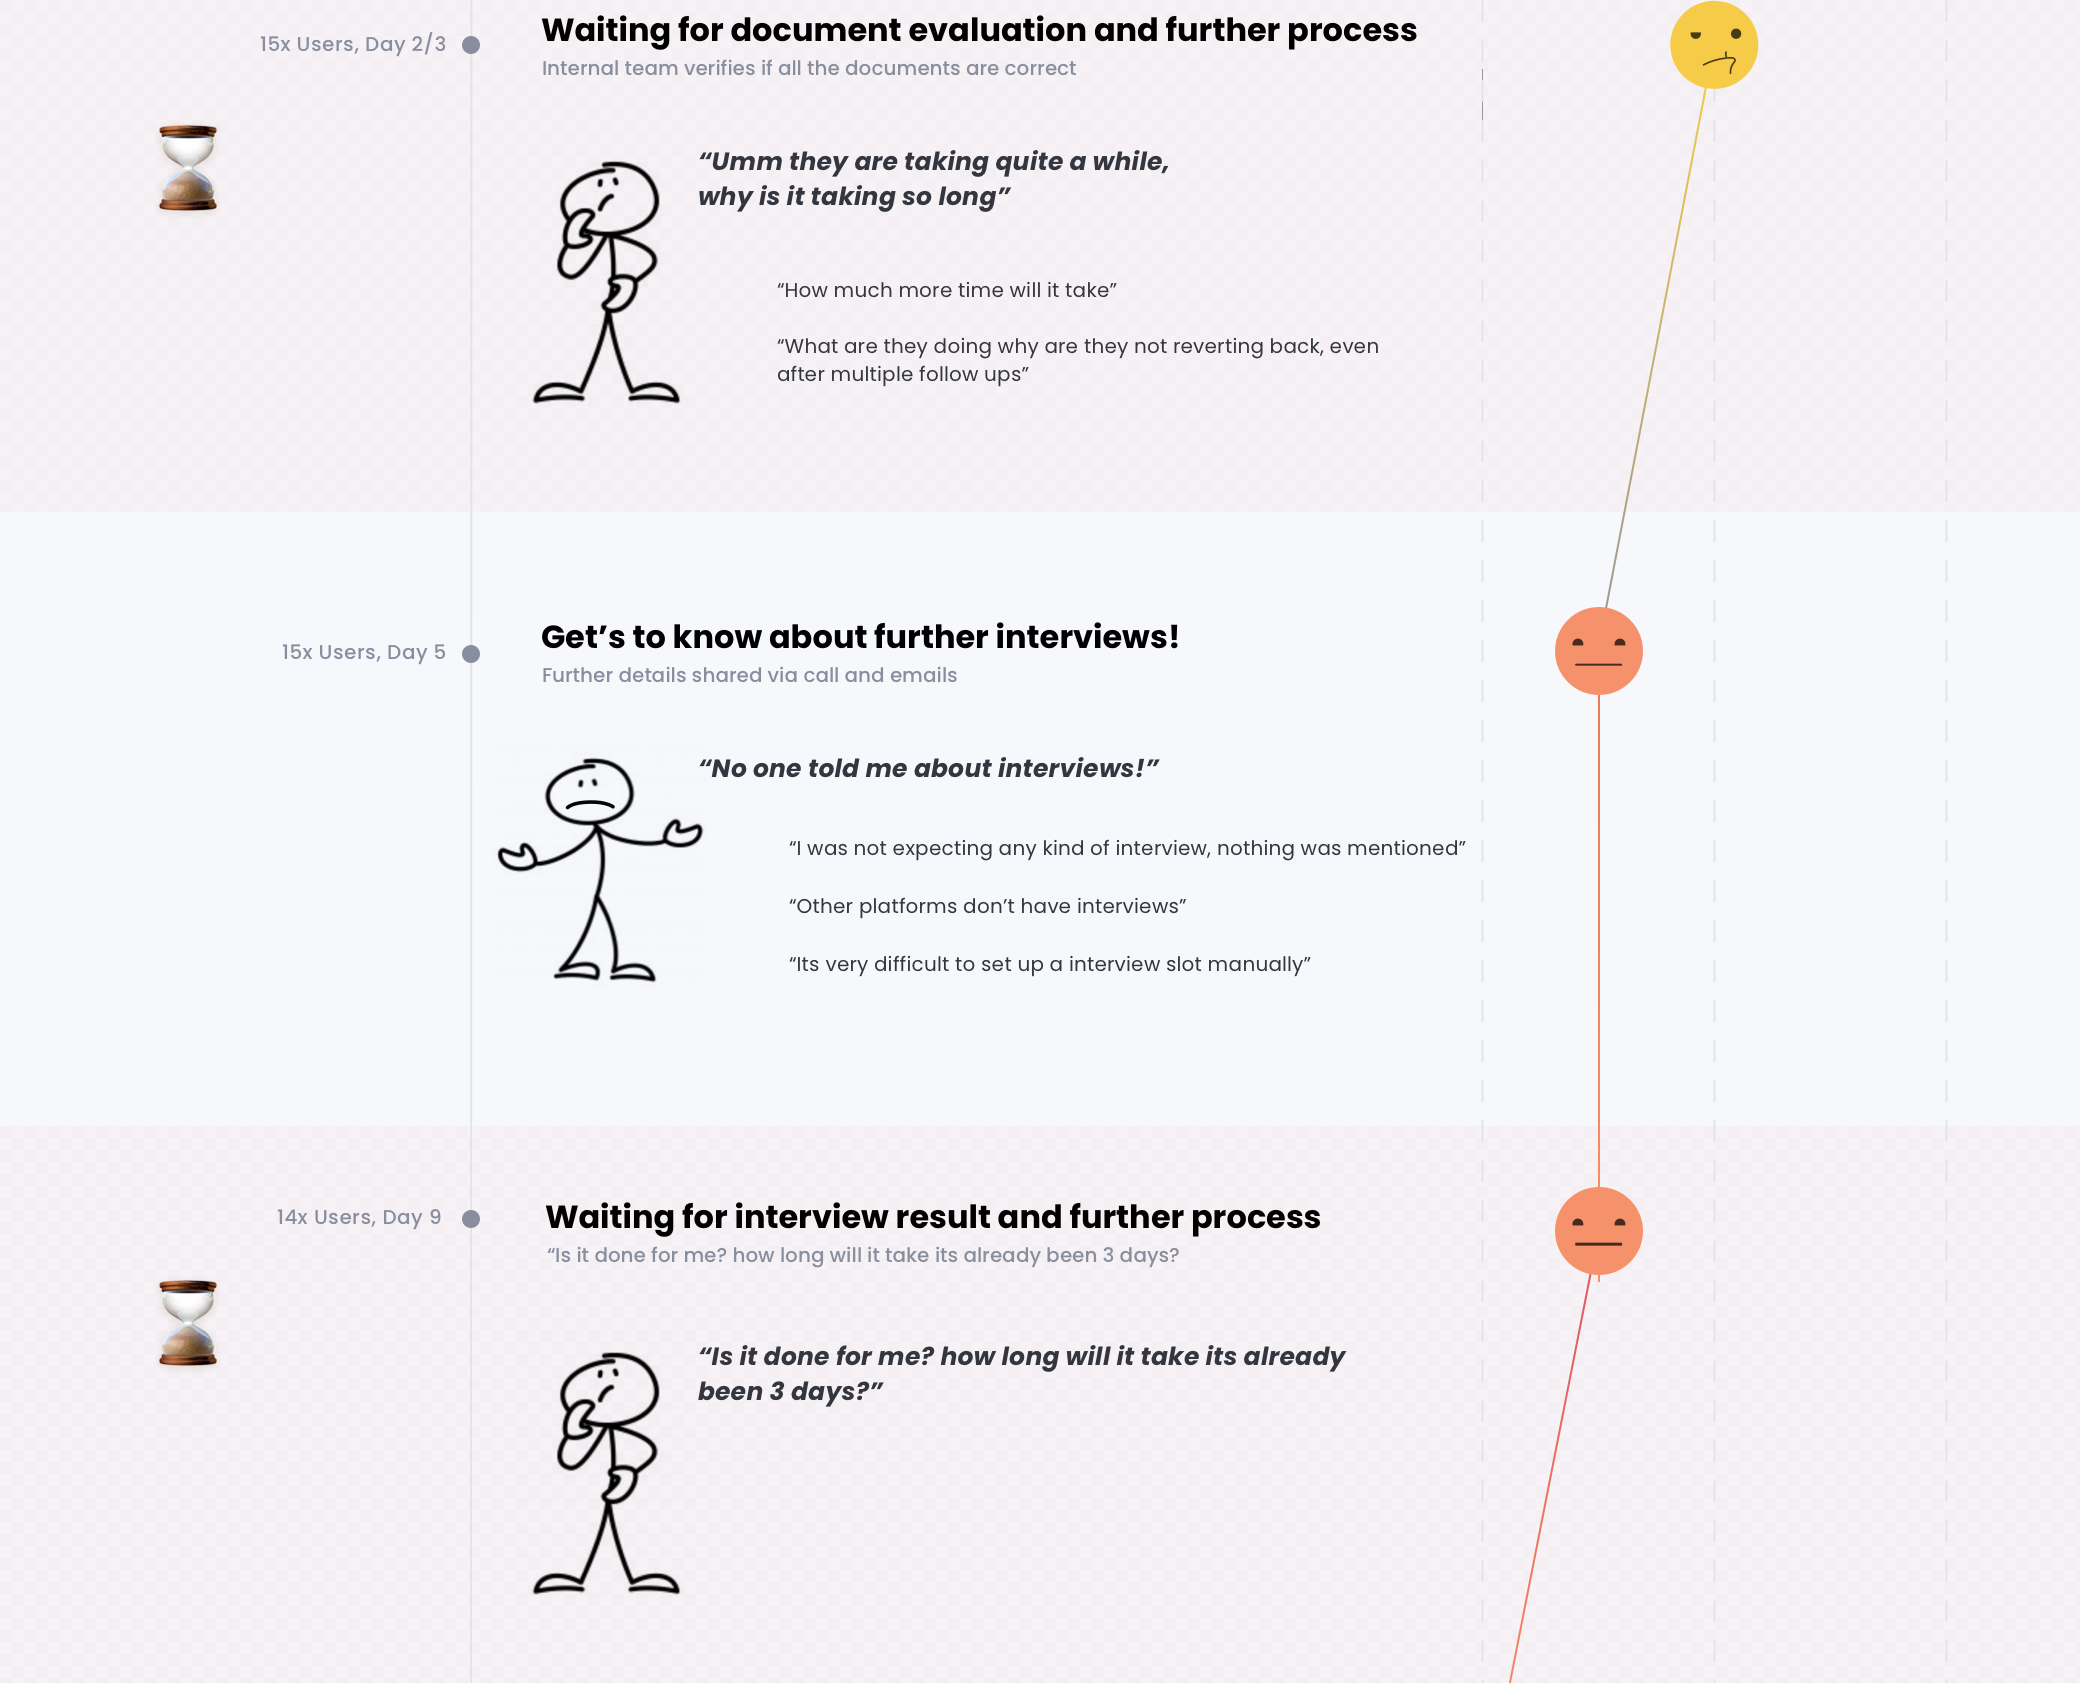 15x Users, Day 2/3
Waiting for document evaluation and further process
Internal team verifies if all the documents are correct
“Umm they are taking quite a while,
why is it taking so long”
“How much more time will it take”
“What are they doing why are they not reverting back, even
after multiple follow ups”
15x Users, Day 5
Get’s to know about further interviews!
Further details shared via call and emails
“No one told me about interviews!”
“I was not expecting any kind of interview, nothing was mentioned”
“Other platforms don’t have interviews”
“Its very difficult to set up a interview slot manually”
14x Users, Day 9
Waiting for interview result and further process
“Is it done for me? how long will it take its already been 3 days?
“Is it done for me? how long will it take its already
been 3 days?”